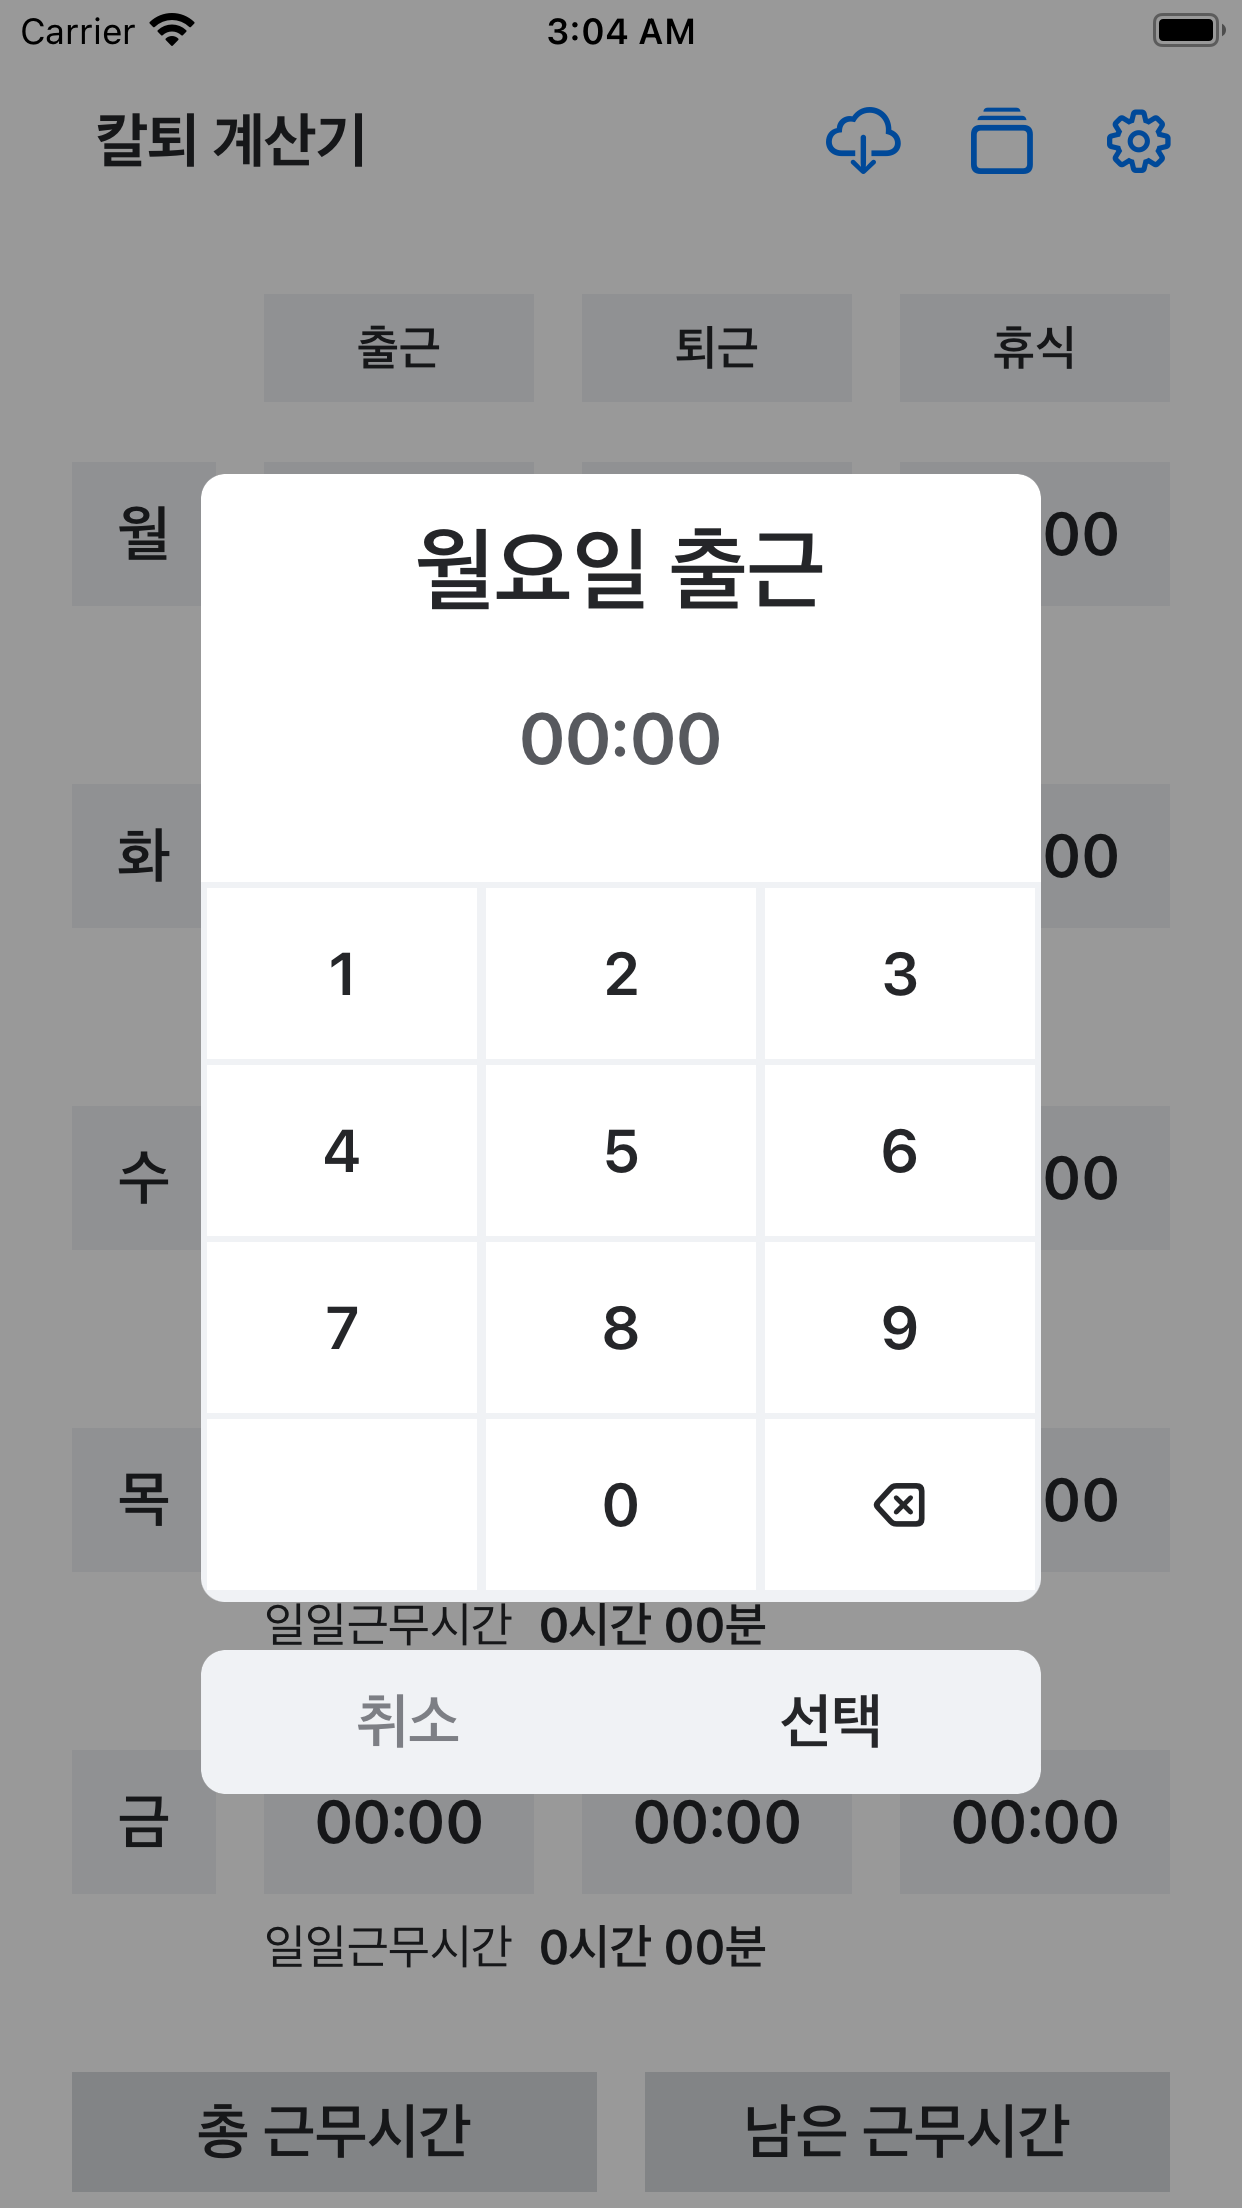 Carrier 3:04 AM
칼퇴 계산기
출근 퇴근 휴식
월 00
월요일 출근
00:00
화 00
1 2 3
수 00
4 5 6
7 8 9
목 00
0
일일근무시간 0시간 00분
취소 선택
금 00:00 00:00 00:00
일일근무시간 0시간 00분
총 근무시간 남은 근무시간